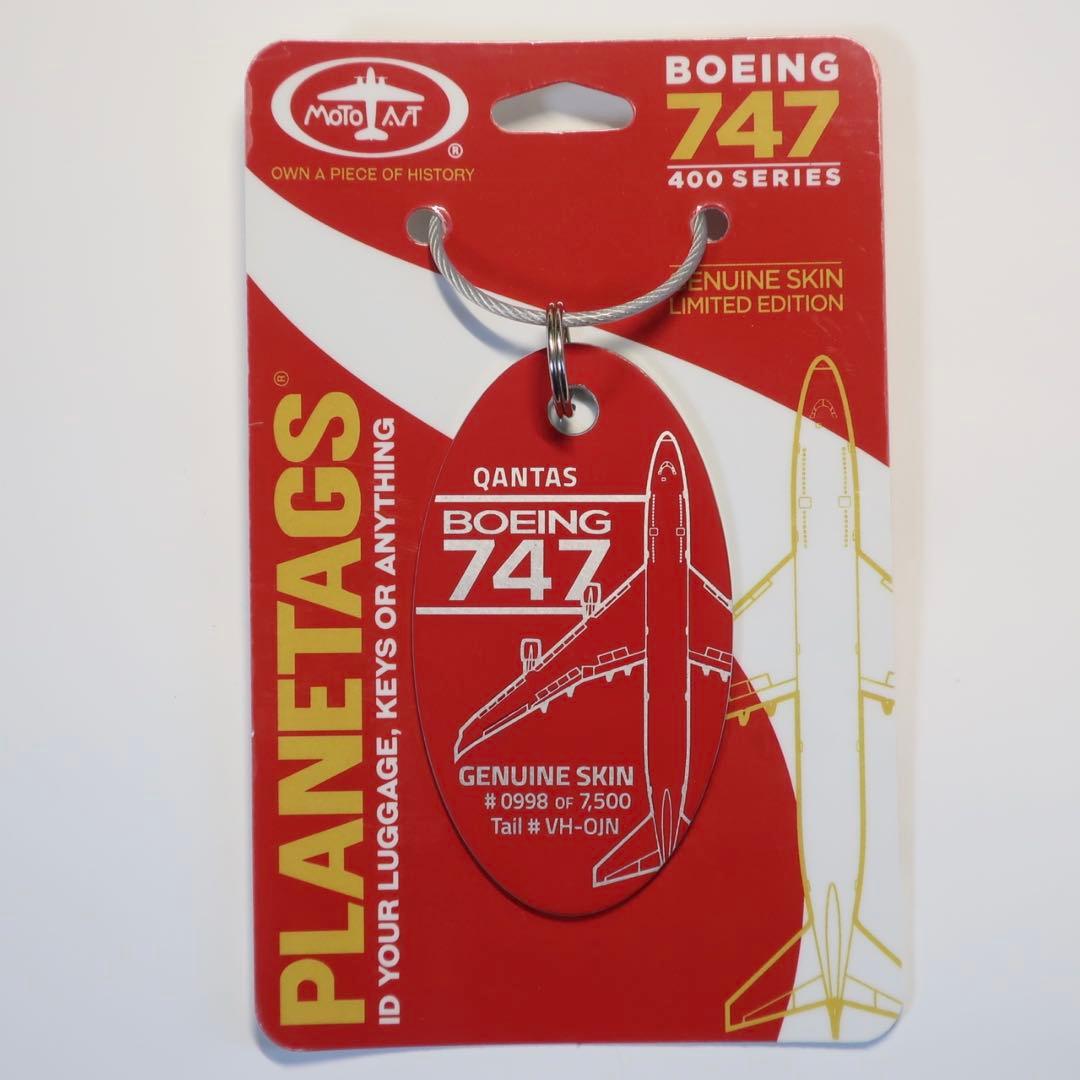 MOTO ART
®
OWN A PIECE OF HISTORY
BOEING
747
400 SERIES
GENUINE SKIN
LIMITED EDITION
PLANETAGS®
ID YOUR LUGGAGE, KEYS OR ANYTHING
QANTAS
BOEING
747
GENUINE SKIN
# 0998 OF 7,500
Tail # VH-OJN